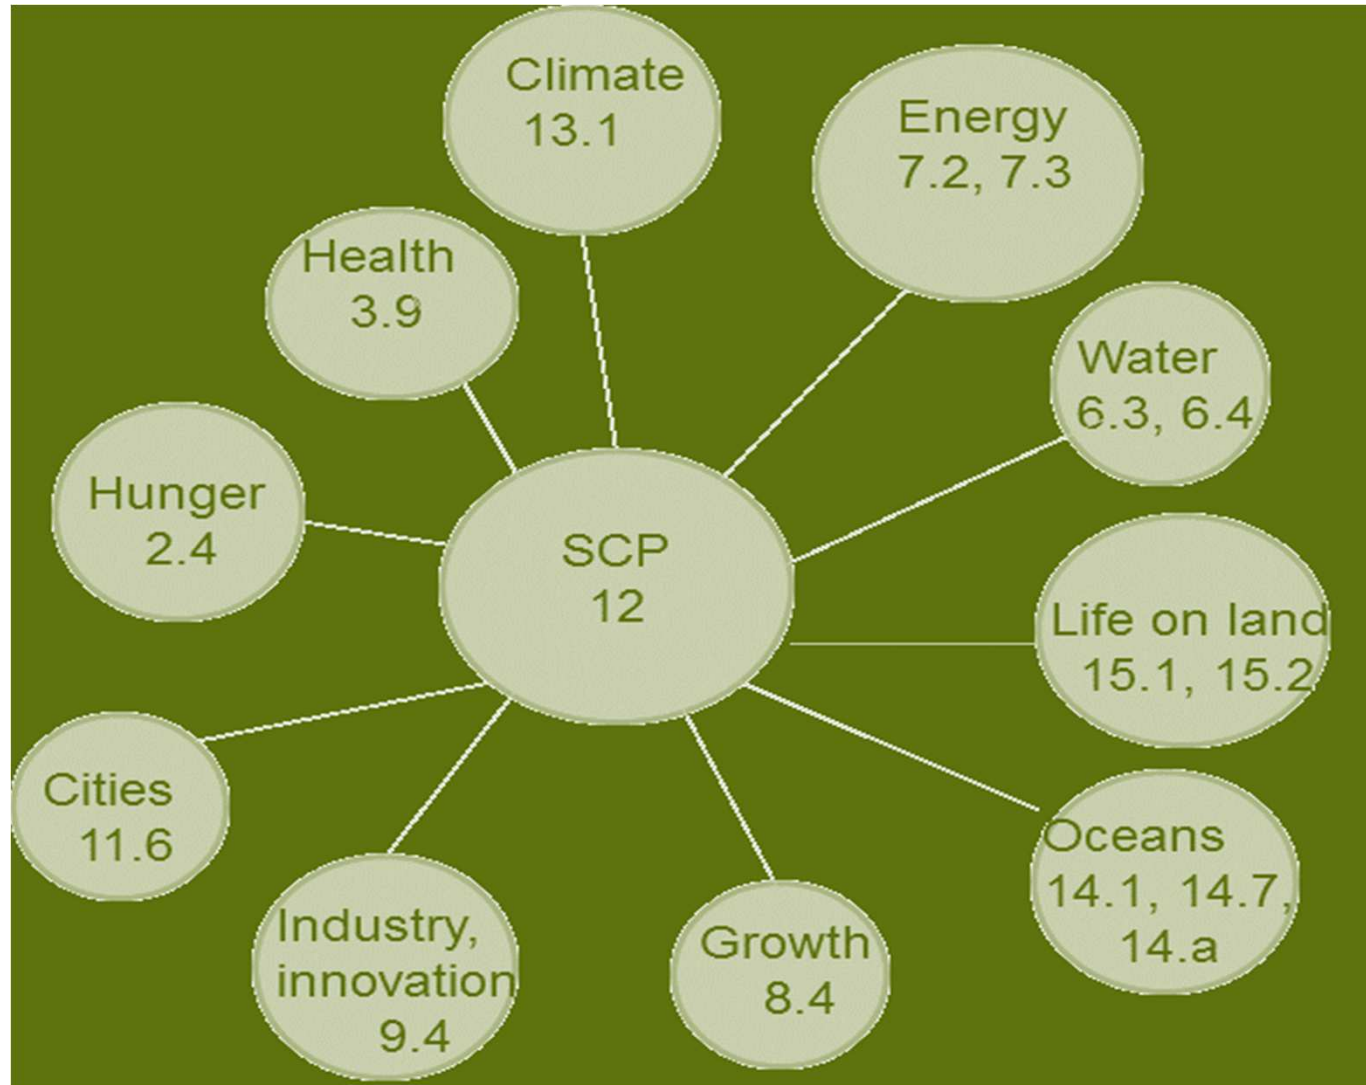 Climate
13.1
Energy
7.2, 7.3
Health
3.9
Water
6.3, 6.4
Hunger
2.4
SCP
12
Life on land
15.1, 15.2
Cities
11.6
Oceans
14.1, 14.7,
14.a
Industry,
innovation
9.4
Growth
8.4